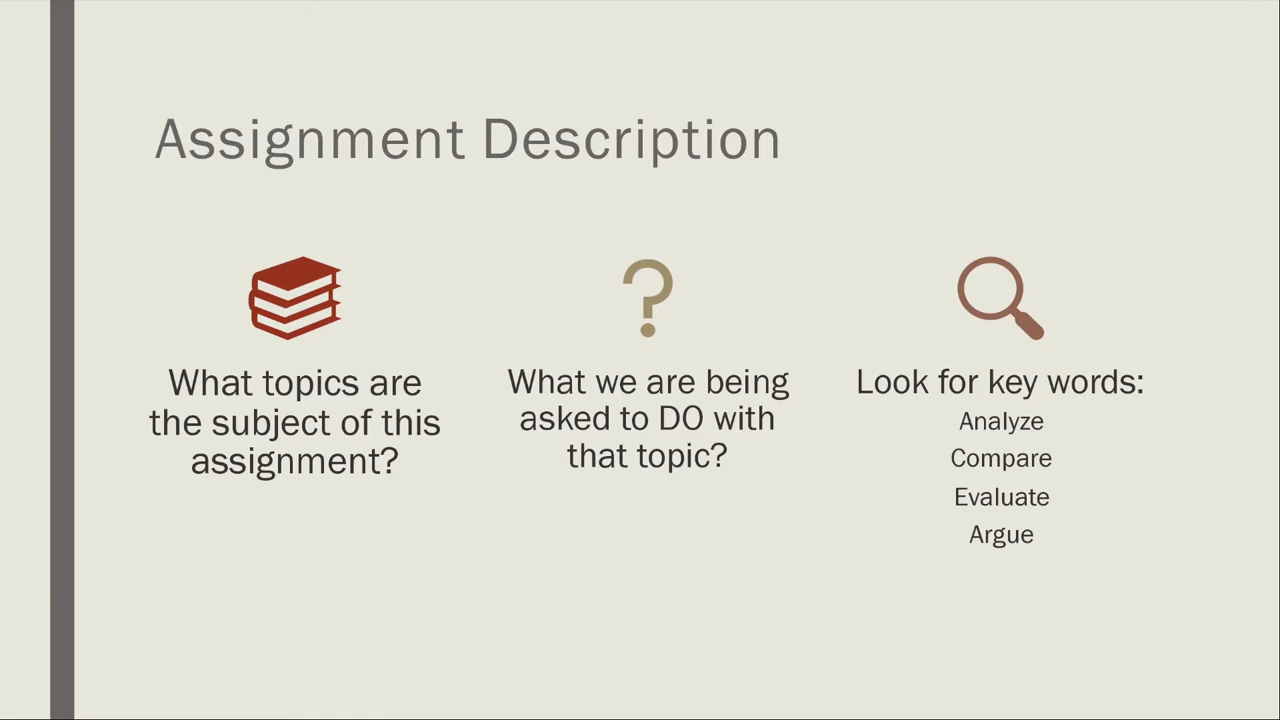 Assignment Description
What topics are
the subject of this
assignment?
What we are being
asked to DO with
that topic?
Look for key words:
Analyze
Compare
Evaluate
Argue